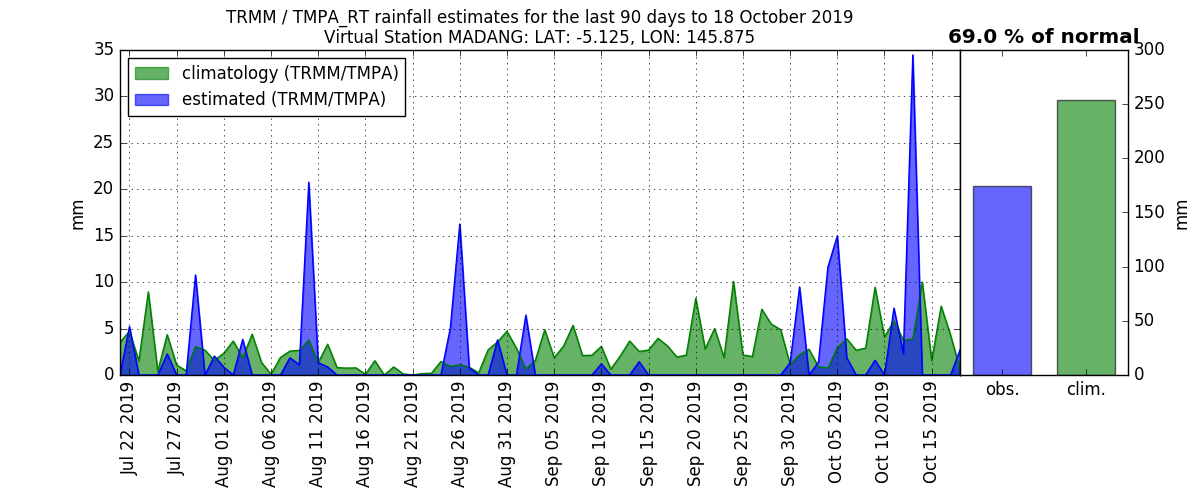 TRMM / TMPA_RT rainfall estimates for the last 90 days to 18 October 2019
Virtual Station MADANG: LAT: -5.125, LON: 145.875
69.0 % of normal
climatology (TRMM/TMPA)
estimated (TRMM/TMPA)
mm
35
30
25
20
15
10
5
0
Jul 22 2019
Jul 27 2019
Aug 01 2019
Aug 06 2019
Aug 11 2019
Aug 16 2019
Aug 21 2019
Aug 26 2019
Aug 31 2019
Sep 05 2019
Sep 10 2019
Sep 15 2019
Sep 20 2019
Sep 25 2019
Sep 30 2019
Oct 05 2019
Oct 10 2019
Oct 15 2019
obs.
clim.
300
250
200
150
100
50
0
mm